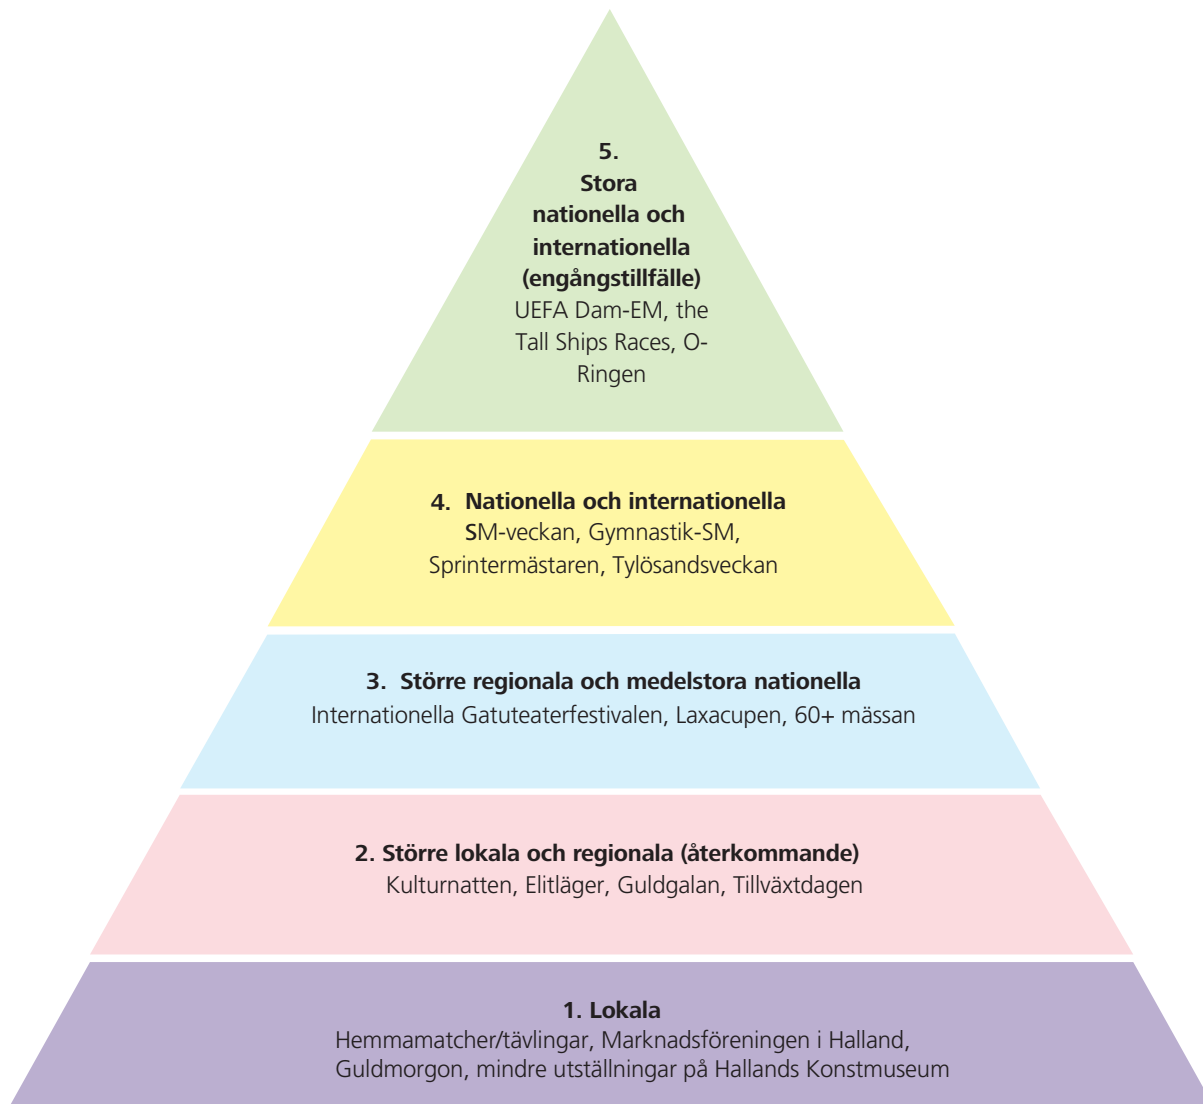 5.
Stora
nationella och
internationella
(engångstillfälle)
UEFA Dam-EM, the
Tall Ships Races, O-
Ringen
4. Nationella och internationella
SM-veckan, Gymnastik-SM,
Sprintermästaren, Tylösandsveckan
3. Större regionala och medelstora nationella
Internationella Gatuteaterfestivalen, Laxacupen, 60+ mässan
2. Större lokala och regionala (återkommande)
Kulturnatten, Elitläger, Guldgalan, Tillväxtdagen
1. Lokala
Hemmamatcher/tävlingar, Marknadsföreningen i Halland,
Guldmorgon, mindre utställningar på Hallands Konstmuseum